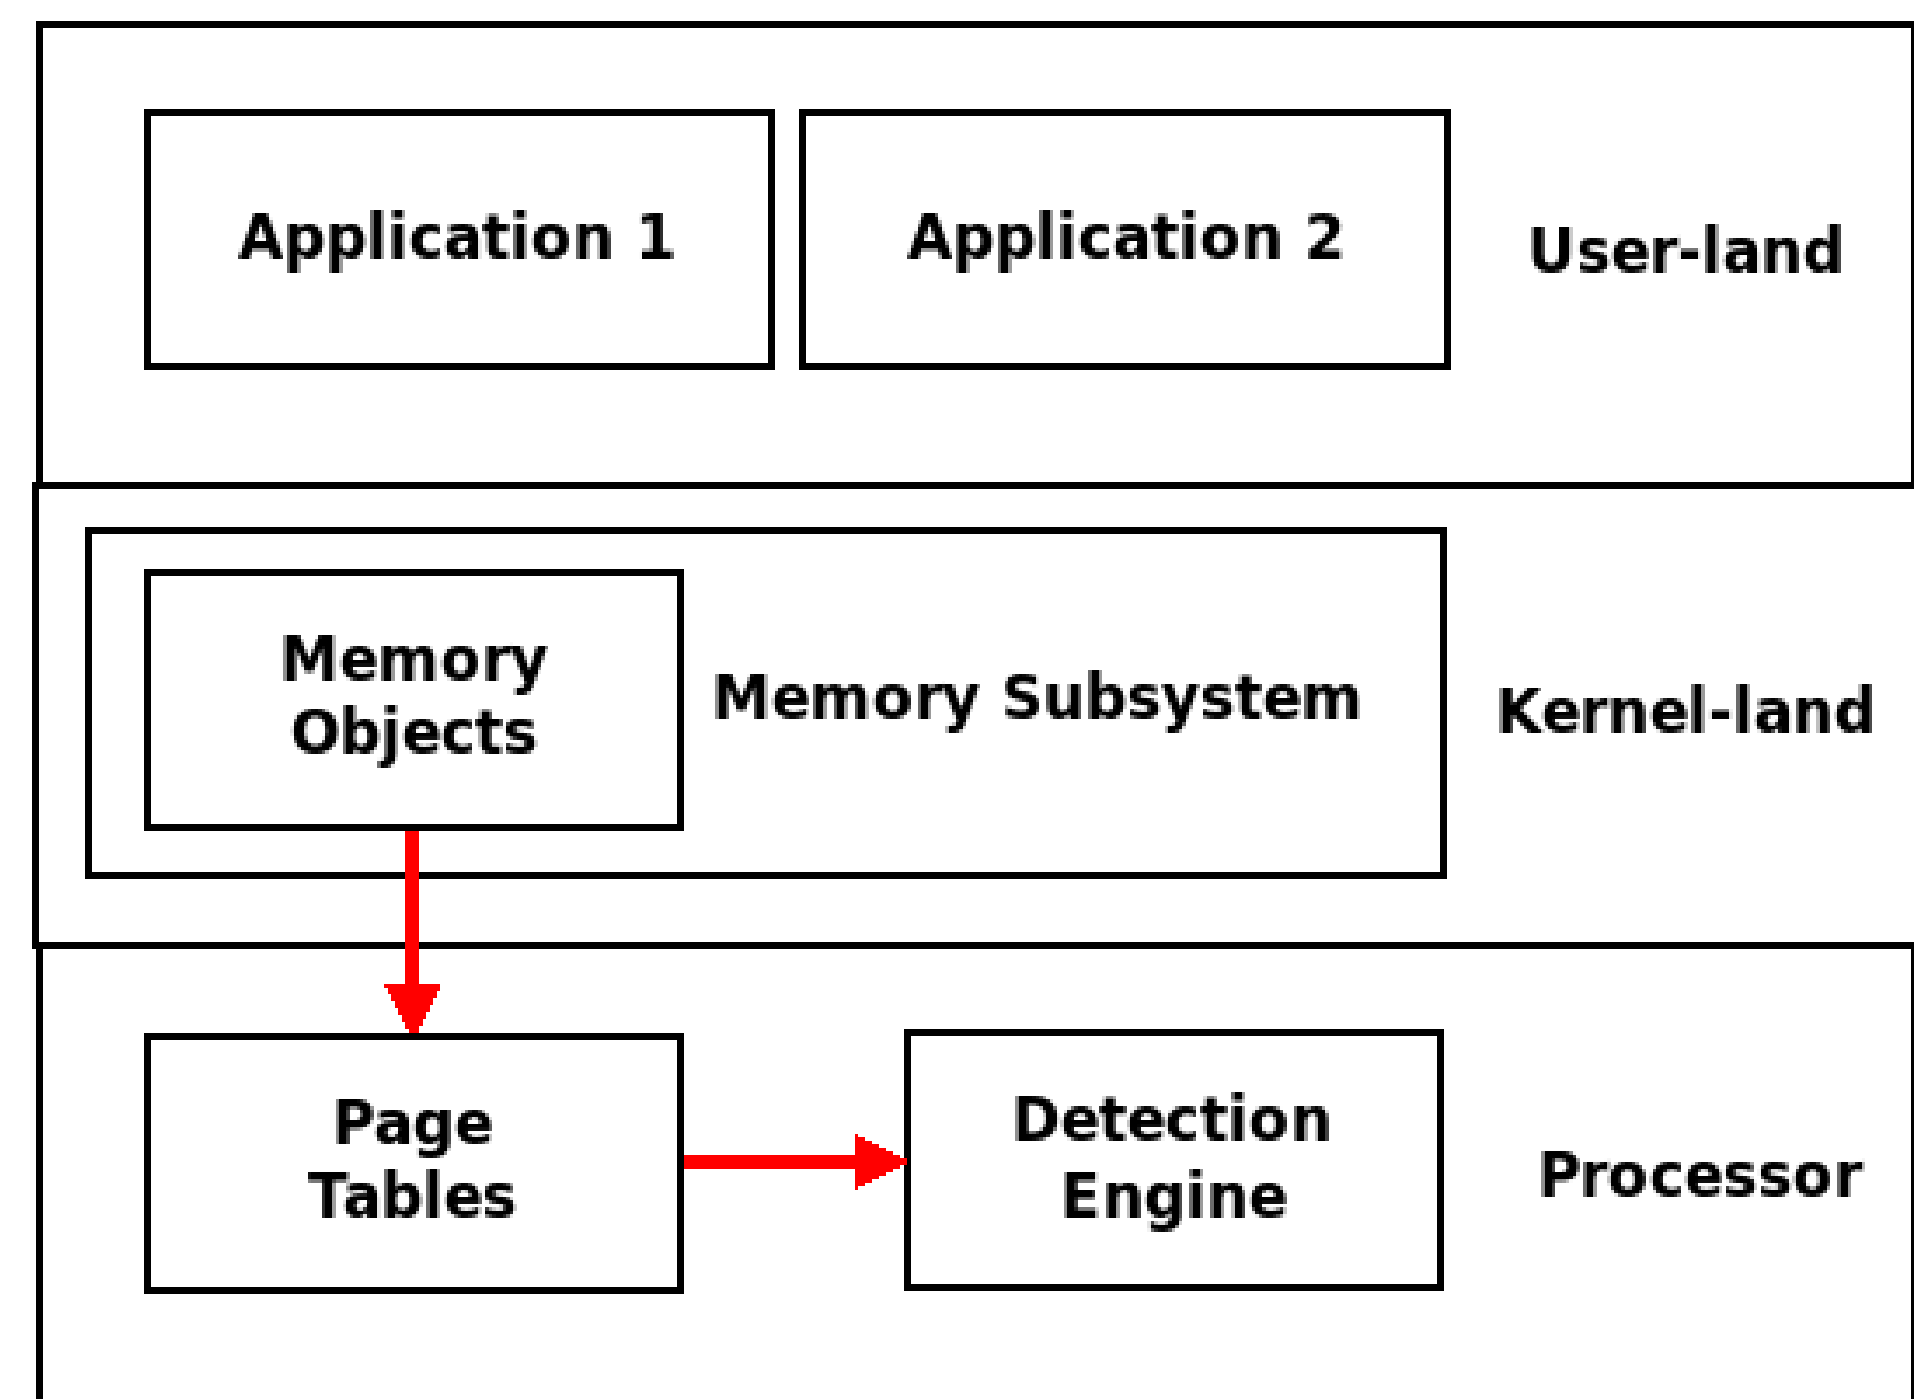 Application 1
Application 2
User-land
Memory
Objects
Memory Subsystem
Kernel-land
Page
Tables
Detection
Engine
Processor